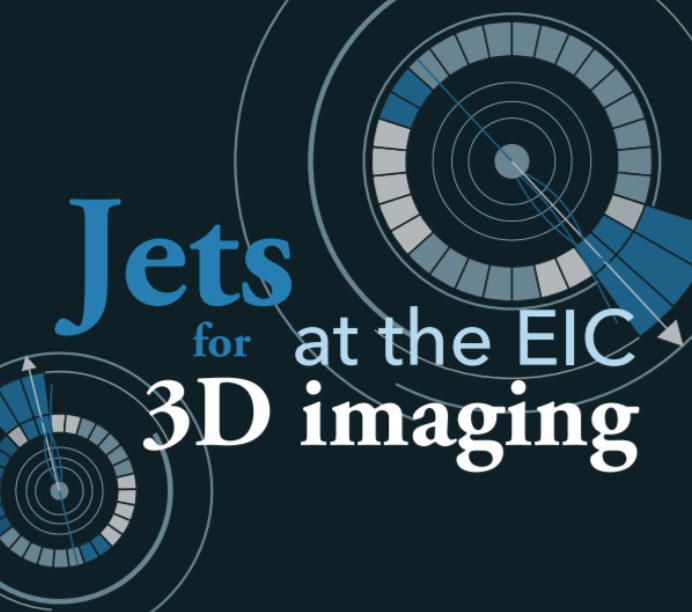 Jets
for
at the EIC
3D imaging